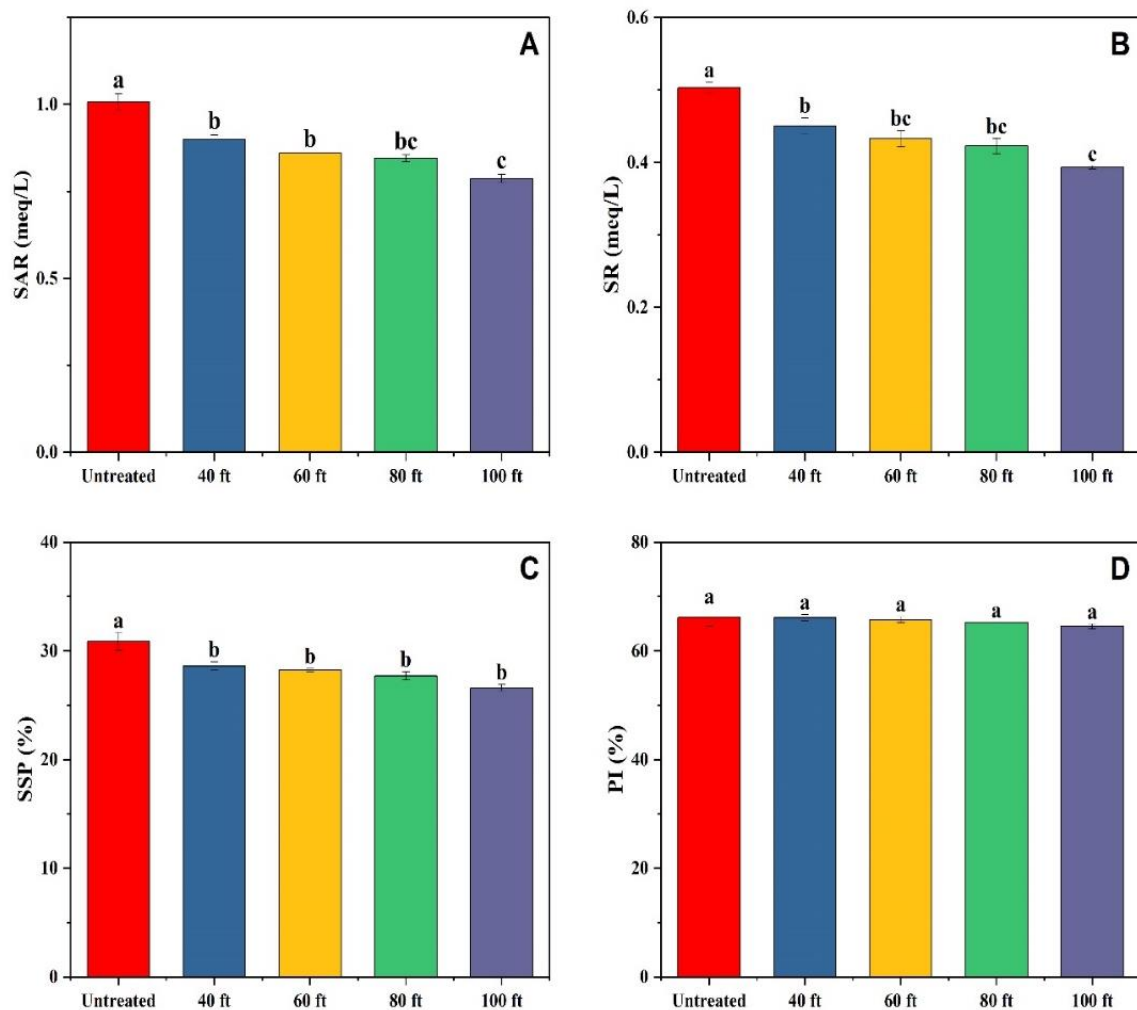 A
SAR (meq/L)
1.0
0.5
0.0
a
b
b
bc
c
Untreated
40 ft
60 ft
80 ft
100 ft
B
SR (meq/L)
0.6
0.4
0.2
0.0
a
b
bc
bc
c
Untreated
40 ft
60 ft
80 ft
100 ft
C
SSP (%)
40
30
20
10
0
a
b
b
b
b
Untreated
40 ft
60 ft
80 ft
100 ft
D
PI (%)
80
60
40
20
0
a
a
a
a
a
Untreated
40 ft
60 ft
80 ft
100 ft